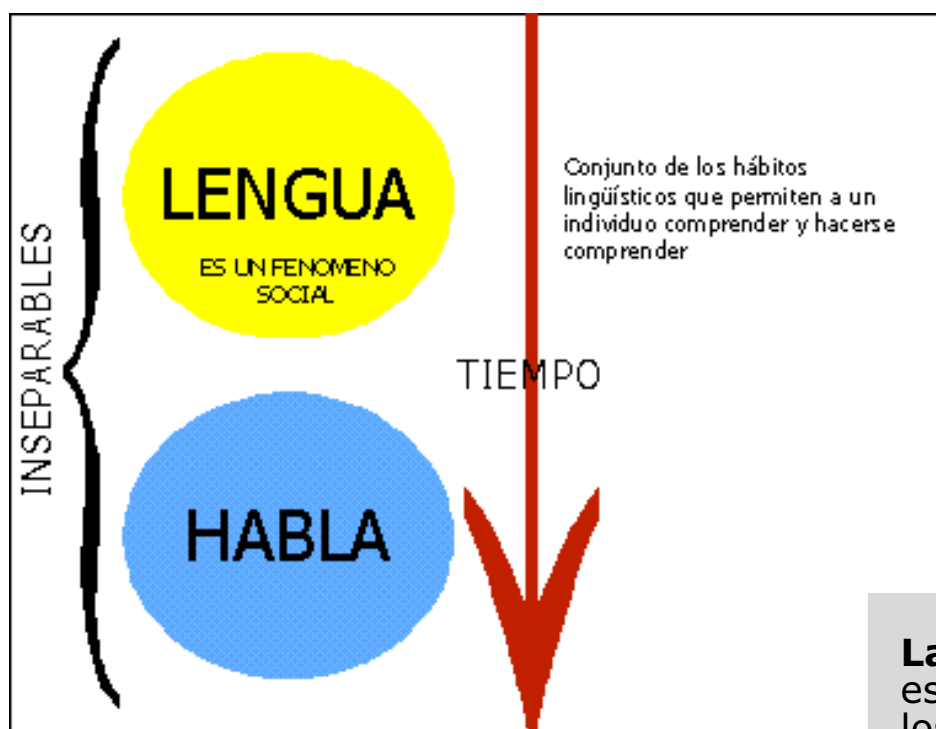 INSEPARABLES
LENGUA
ES UN FENOMENO
SOCIAL
Conjunto de los hábitos
lingüísticos que permiten a un
individuo comprender y hacerse
comprender
TIEMPO
HABLA
La
es